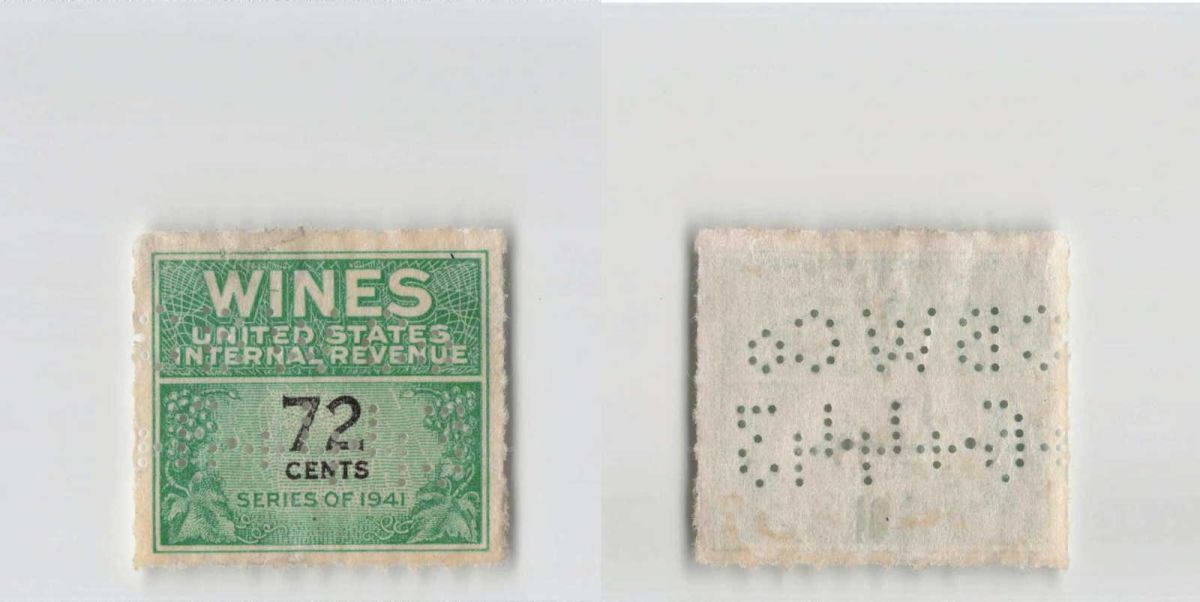 WINES
UNITED STATES
INTERNAL REVENUE
72
CENTS
SERIES OF 1941